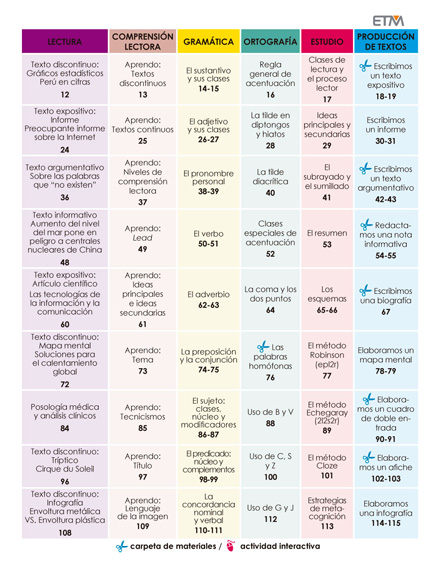 ETM
LECTURA
COMPRENSIÓN
LECTORA
GRAMÁTICA
ORTOGRAFÍA
ESTUDIO
PRODUCCIÓN
DE TEXTOS
Texto discontinuo:
Gráficos estadísticos
Perú en cifras
12
Aprendo:
Textos
discontinuos
13
El sustantivo
y sus clases
14-15
Regla
general de
acentuación
16
Clases de
lectura y
el proceso
lector
17
Escribimos
un texto
expositivo
18-19
Texto expositivo:
Informe
Preocupante informe
sobre la Internet
24
Aprendo:
Textos continuos
25
El adjetivo
y sus clases
26-27
La tilde en
diptongos
y hiatos
28
Ideas
principales y
secundarias
29
Escribimos
un informe
30-31
Texto argumentativo
Sobre las palabras
que “no existen”
36
Aprendo:
Niveles de
comprensión
lectora
37
El pronombre
personal
38-39
La tilde
diacrítica
40
El
subrayado y
el sumillado
41
Escribimos
un texto
argumentativo
42-43
Texto informativo
Aumento del nivel
del mar pone en
peligro a centrales
nucleares de China
48
Aprendo:
Lead
49
El verbo
50-51
Clases
especiales de
acentuación
52
El resumen
53
Redacta-
mos una nota
informativa
54-55
Texto expositivo:
Artículo científico
Las tecnologías de
la información y la
comunicación
60
Aprendo:
Ideas
principales
e ideas
secundarias
61
El adverbio
62-63
La coma y los
dos puntos
64
Los
esquemas
65-66
Escribimos
una biografía
67
Texto discontinuo:
Mapa mental
Soluciones para
el calentamiento
global
72
Aprendo:
Tema
73
La preposición
y la conjunción
74-75
Las
palabras
homófonas
76
El método
Robinson
(epl2r)
77
Elaboramos un
mapa mental
78-79
Posología médica
y análisis clínicos
84
Aprendo:
Tecnicismos
85
El sujeto:
clases,
núcleo y
modificadores
86-87
Uso de B y V
88
El método
Echegaray
(2l2s2r)
89
Elabora-
mos un cuadro
de doble en-
trada
90-91
Texto discontinuo:
Tríptico
Cirque du Soleil
96
Aprendo:
Título
97
El predicado:
núcleo y
complementos
98-99
Uso de C, S
y Z
100
El método
Cloze
101
Elabora-
mos un afiche
102-103
Texto discontinuo:
Infografía
Envoltura metálica
VS. Envoltura plástica
108
Aprendo:
Lenguaje
de la imagen
109
La
concordancia
nominal
y verbal
110-111
Uso de G y J
112
Estrategias
de meta-
cognición
113
Elaboramos
una infografía
114-115
carpeta de materiales / actividad interactiva